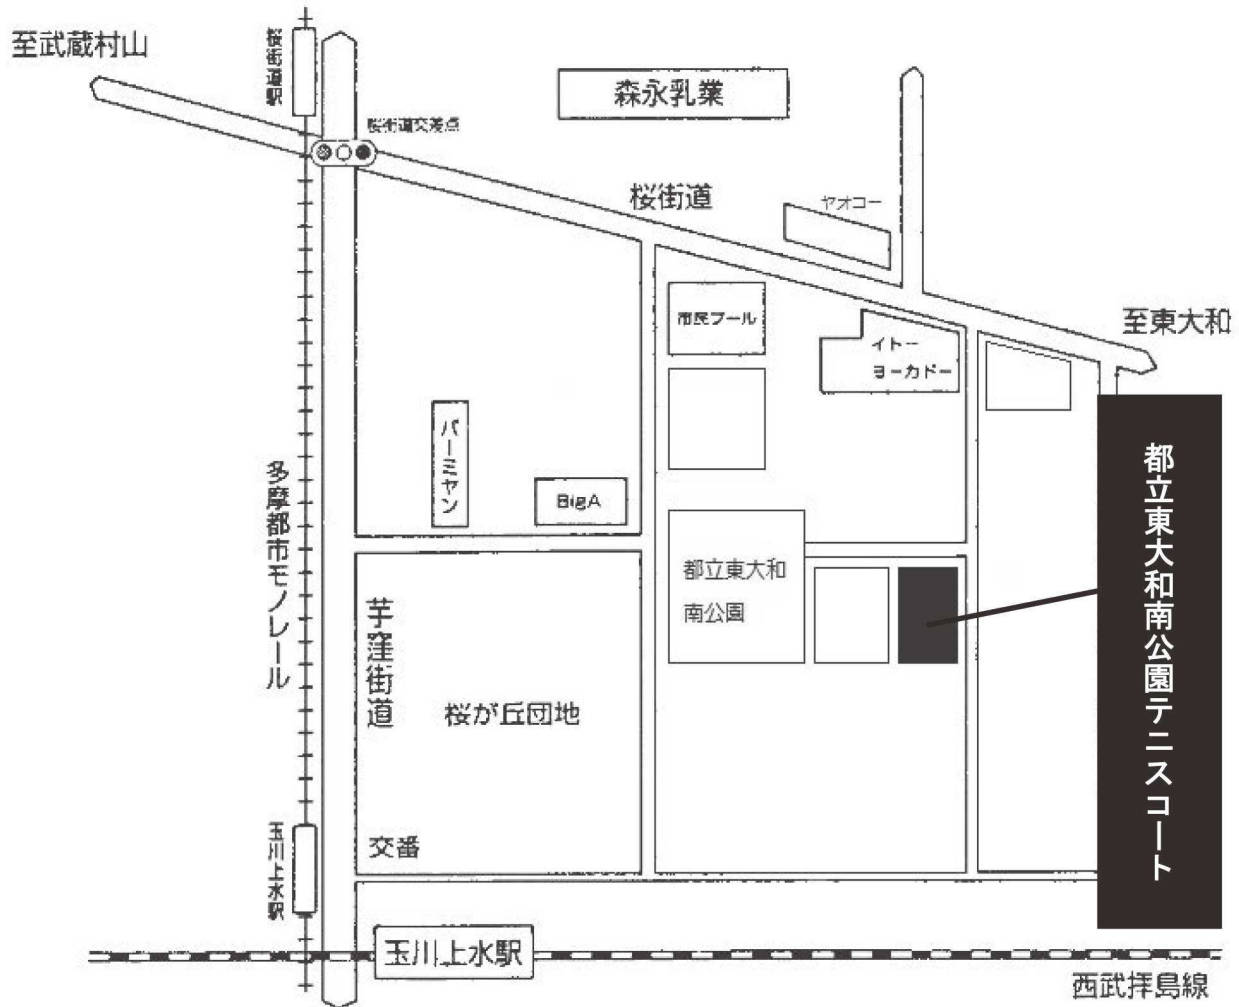 至武蔵村山
桜街道駅
森永乳業
桜街道交差点
桜街道
ヤオコー
市民プール
イトー
ヨーカドー
至東大和
バーミヤン
BigA
多摩都市モノレール
都立東大和
南公園
都立東大和南公園テニスコート
芋窪街道
桜が丘団地
交番
玉川上水駅
玉川上水駅
西武拝島線